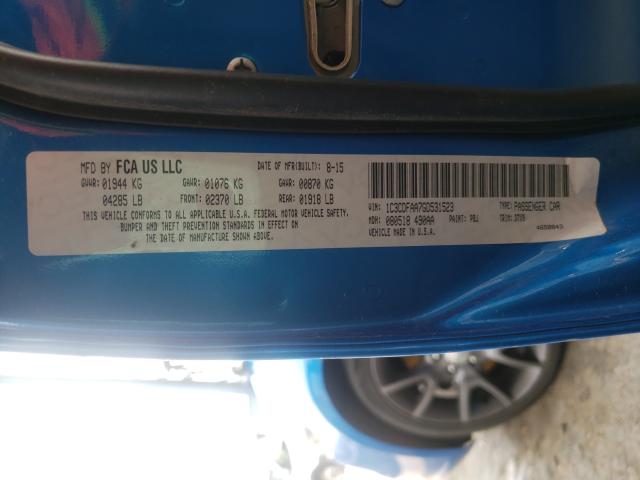 MFD BY FCA US LLC DATE OF MFR(BUILT): 8-15
GVWR: 01944 KG GAWR: 01076 KG GAWR: 00870 KG
04285 LB FRONT: 02370 LB REAR: 01918 LB
THIS VEHICLE CONFORMS TO ALL APPLICABLE U.S.A. FEDERAL MOTOR VEHICLE SAFETY,
BUMPER AND THEFT PREVENTION STANDARDS IN EFFECT ON
THE DATE OF MANUFACTURE SHOWN ABOVE.
VIN: 1C3CDFAA7GD531523 TYPE: PASSENGER CAR
MDH: 080518 490AA PAINT: PBJ TRIM: DTV9
VEHICLE MADE IN U.S.A.